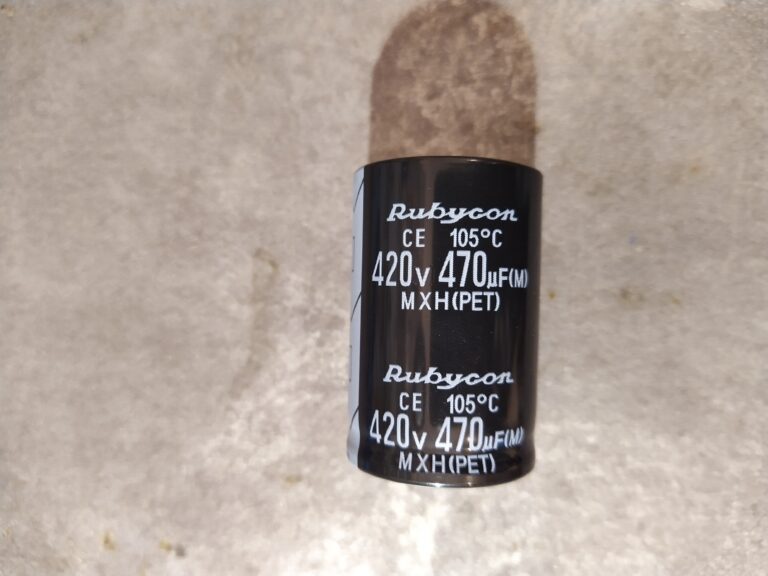 Rubycon
CE 105°C
420v 470µF(M)
MXH(PET)
Rubycon
CE 105°C
420v 470µF(M)
MXH(PET)